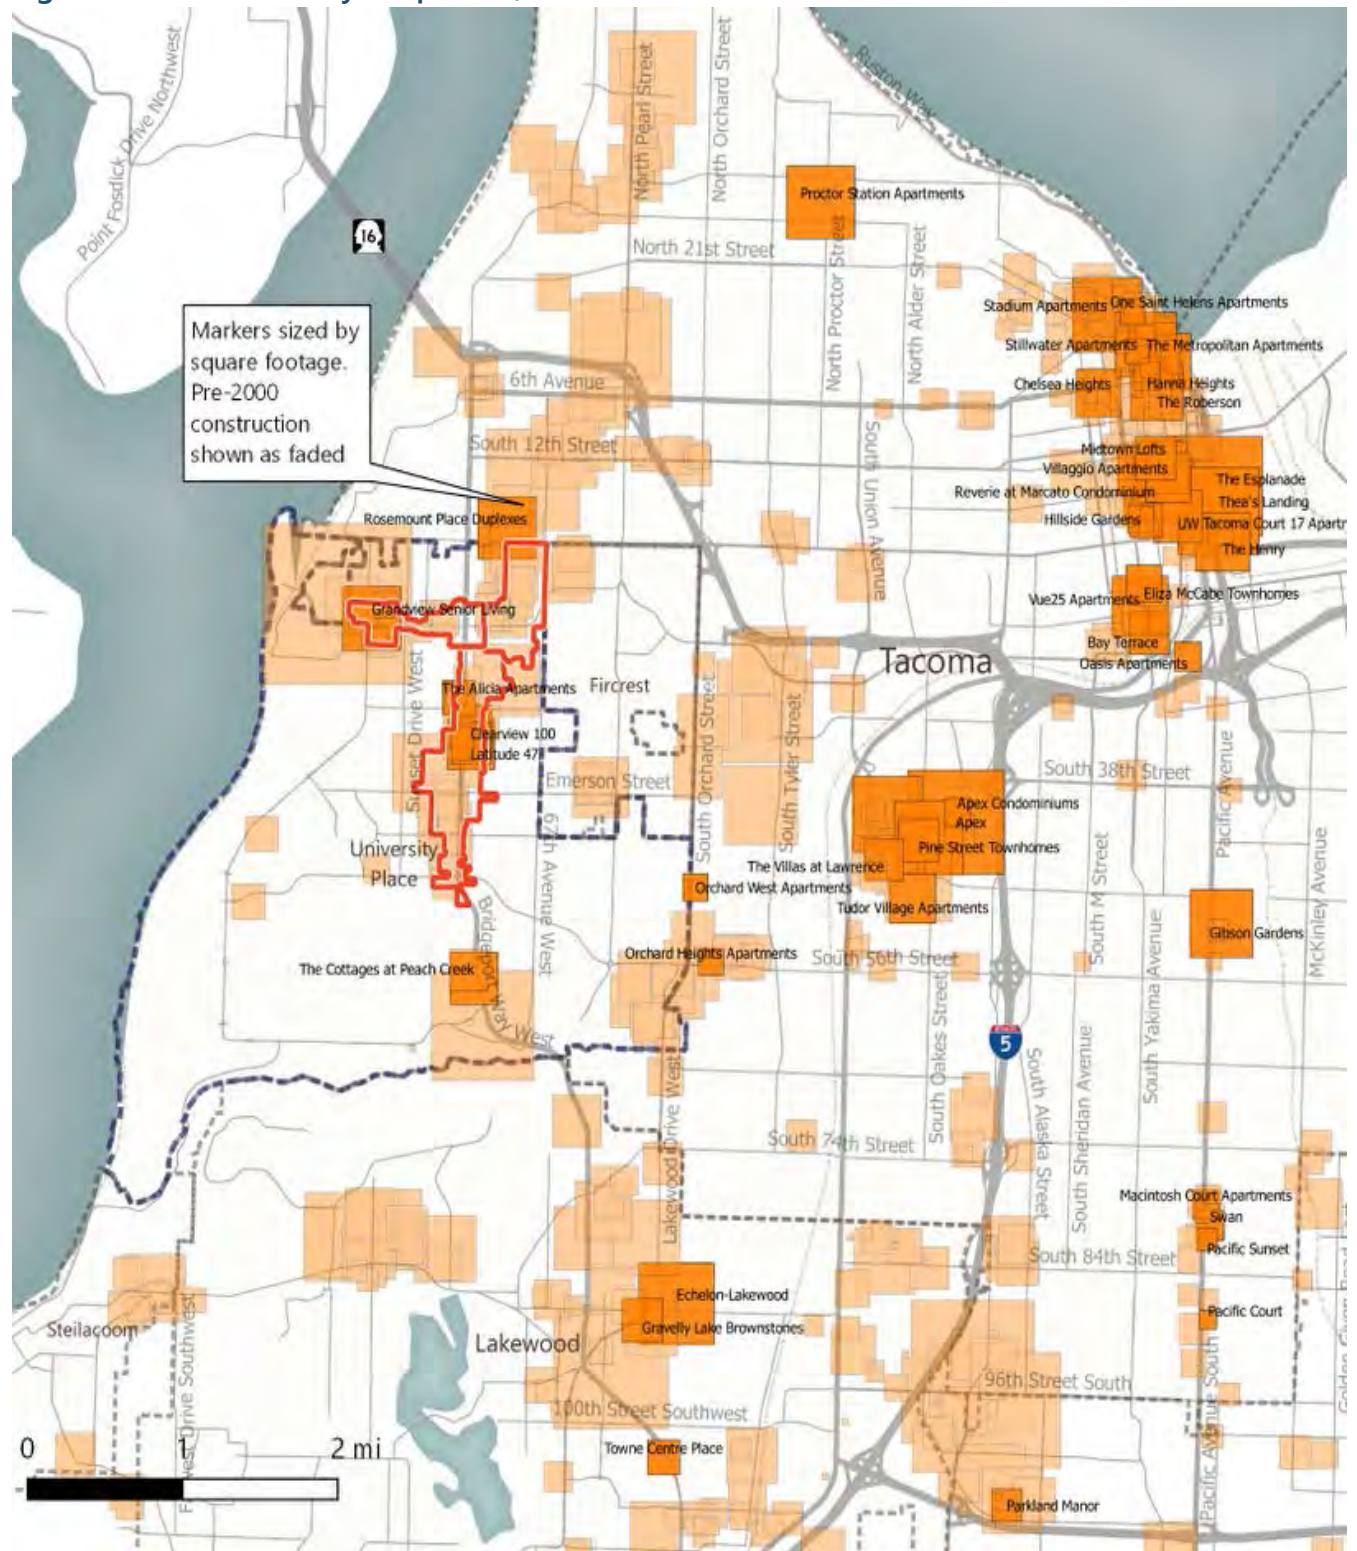 Point Fosdick Drive Northwest
North Pearl Street
North Orchard Street
Ruston Way
Proctor Station Apartments
16
North 21st Street
North Proctor Street
North Alder Street
Stadium Apartments
One Saint Helens Apartments
Markers sized by
square footage.
Pre-2000
construction
shown as faded
Stillwater Apartments
The Metropolitan Apartments
6th Avenue
Chelsea Heights
Hanna Heights
The Roberson
South 12th Street
South Union Avenue
Midtown Lofts
Villaggio Apartments
The Esplanade
Reverie at Marcato Condominium
Thea's Landing
Rosemount Place Duplexes
Hillside Gardens
UW Tacoma Court 17 Apartr
The Henry
Grandview Senior Living
Vue25 Apartments
Eliza McCabe Townhomes
Bay Terrace
Oasis Apartments
Tacoma
Fircrest
The Alicia Apartments
South Orchard Street
South Tyler Street
Clearview 100
Latitude 47
Emerson Street
South 38th Street
Pacific Avenue
Apex Condominiums
Apex
Pine Street Townhomes
University
Place
67th Avenue West
The Villas at Lawrence
Orchard West Apartments
Tudor Village Apartments
South M Street
McKinley Avenue
Gibson Gardens
Orchard Heights Apartments
South 56th Street
The Cottages at Peach Creek
Bridgeport Way West
South Yakima Avenue
South Oakes Street
5
South Alaska Street
South Sheridan Avenue
Lakewood Drive West
South 74th Street
Macintosh Court Apartments
Swan
Pacific Sunset
South 84th Street
Echelon-Lakewood
Gravelly Lake Brownstones
Pacific Court
Steilacoom
Lakewood
96th Street South
Pacific Avenue South
100th Street Southwest
Towne Centre Place
Parkland Manor
0
1
2 mi